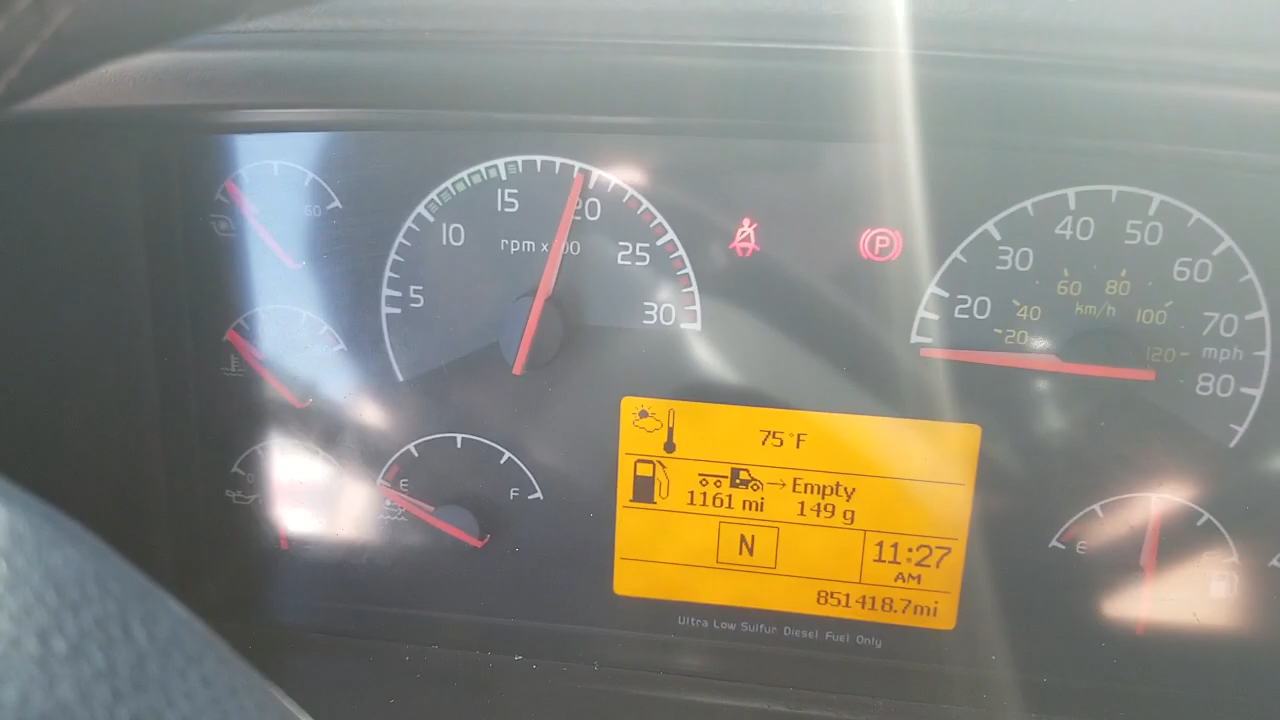 60
5
10
15
20
25
30
rpm x 100
E
F
P
20
30
40
50
60
70
80
mph
20
40
60
80
100
120
km/h
75°F
→ Empty
1161 mi 149 g
N
11:27
AM
851418.7mi
Ultra Low Sulfur Diesel Fuel Only
E